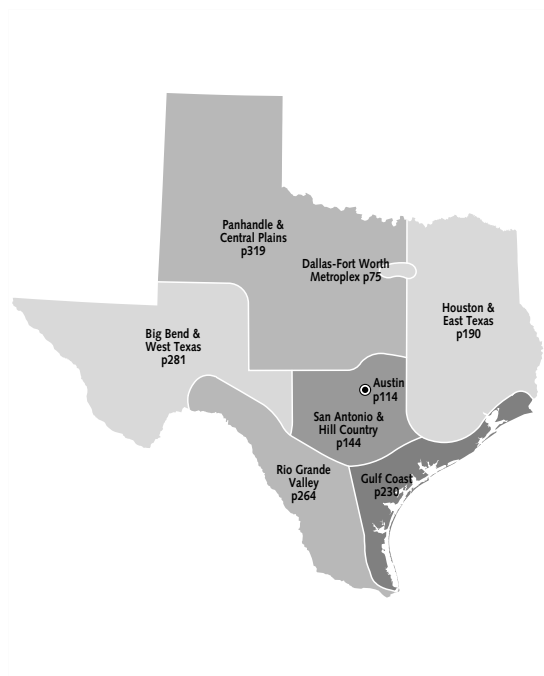 Panhandle &
Central Plains
p319
Dallas-Fort Worth
Metroplex p75
Houston &
East Texas
p190
Big Bend &
West Texas
p281
Austin
p114
San Antonio &
Hill Country
p144
Rio Grande
Valley
p264
Gulf Coast
p230